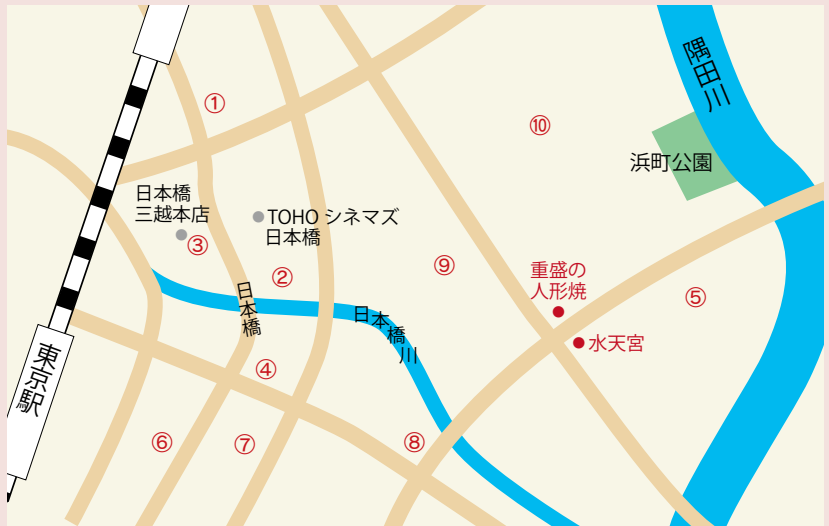 隅田川
①
⑩
浜町公園
日本橋
三越本店
TOHO シネマズ
日本橋
③
②
⑨
重盛の
人形焼
⑤
日本橋
日本橋川
水天宮
東京駅
④
⑥
⑦
⑧